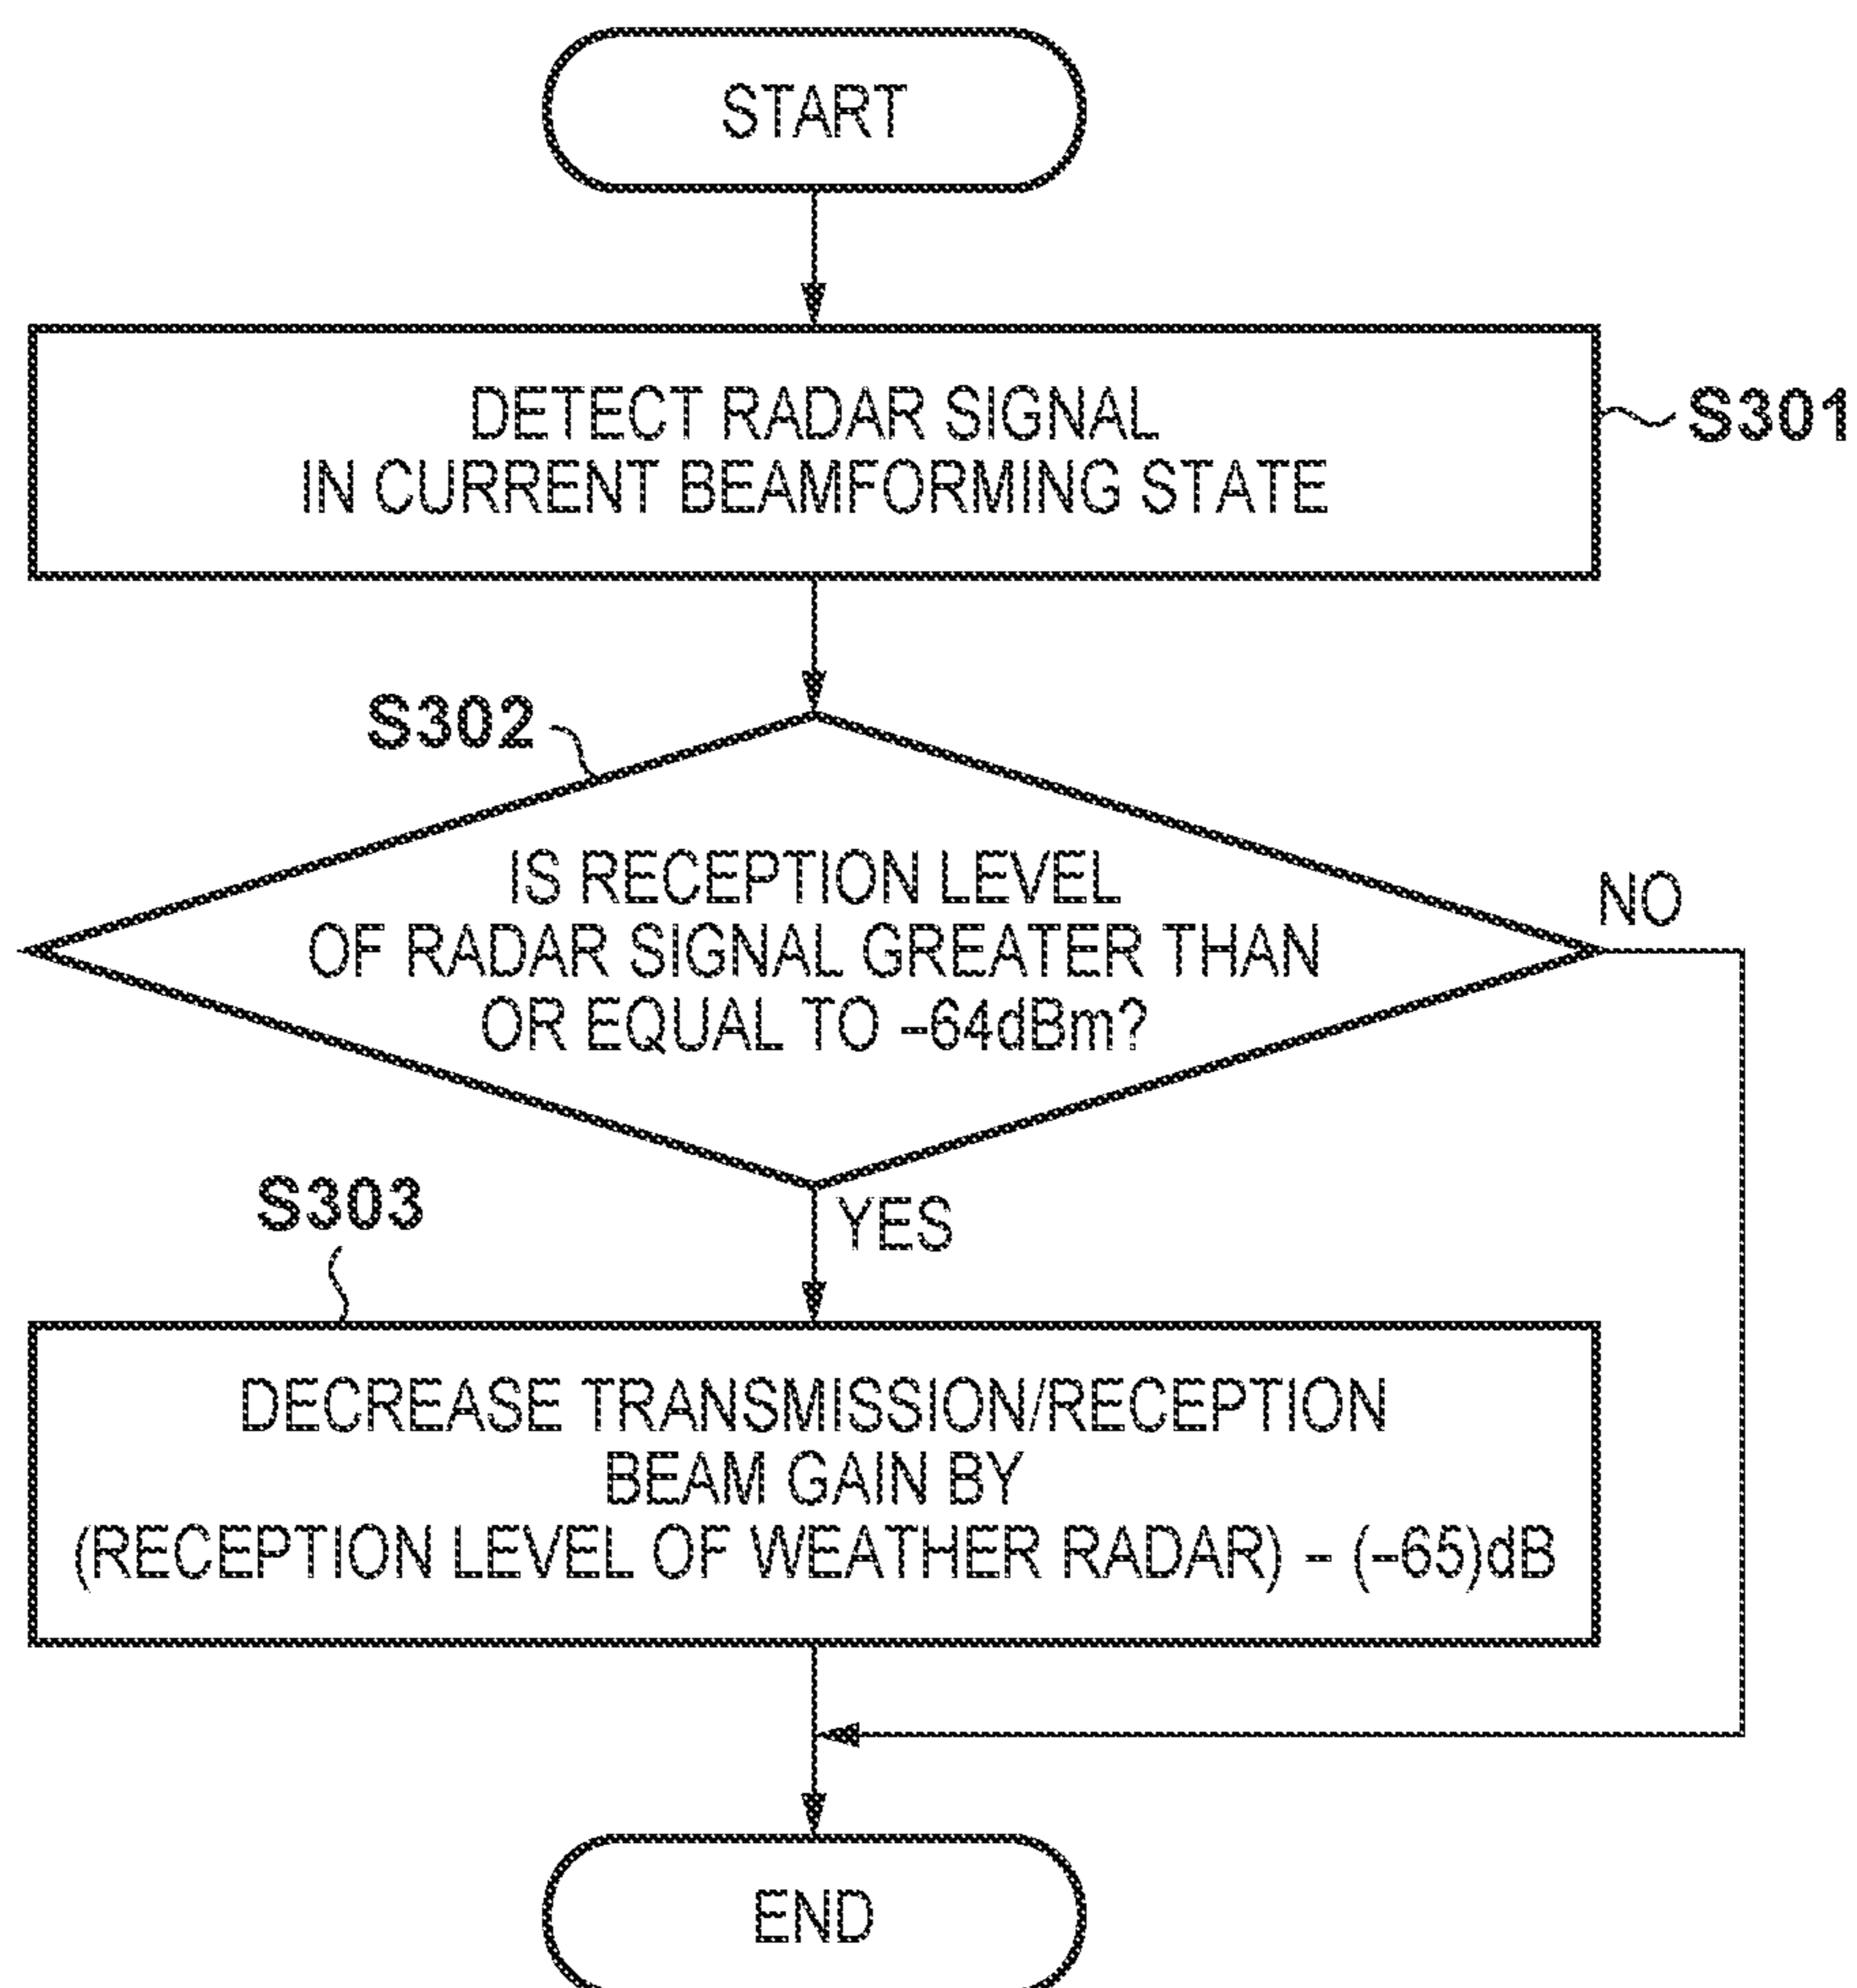 START
DETECT RADAR SIGNAL
IN CURRENT BEAMFORMING STATE
S301
S302
IS RECEPTION LEVEL
OF RADAR SIGNAL GREATER THAN
OR EQUAL TO -64dBm?
NO
YES
S303
DECREASE TRANSMISSION/RECEPTION
BEAM GAIN BY
(RECEPTION LEVEL OF WEATHER RADAR) - (-65)dB
END